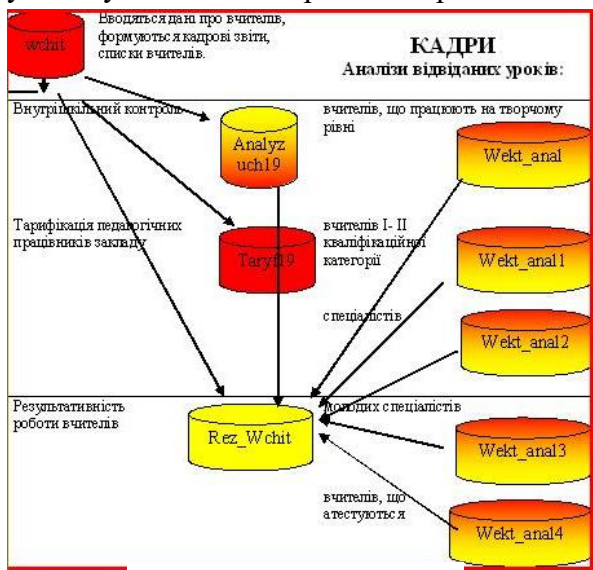 Вводяться дані про вчителів,
формуються кадрові звіти,
списки вчителів.
wchit
КАДРИ
Аналізи відвіданих уроків:
Внутрішкільний контроль
вчителів, що працюють на творчому
рівні
Analyz
uch19
Wekt_anal
Тарифікація педагогічних
працівників закладу
Taryf19
вчителів І- ІІ
кваліфікаційної
категорії
Wekt_anal1
спеціалістів
Wekt_anal2
Результативність
роботи вчителів
Rez_Wchit
молодих спеціалістів
Wekt_anal3
вчителів, що
атестуються
Wekt_anal4